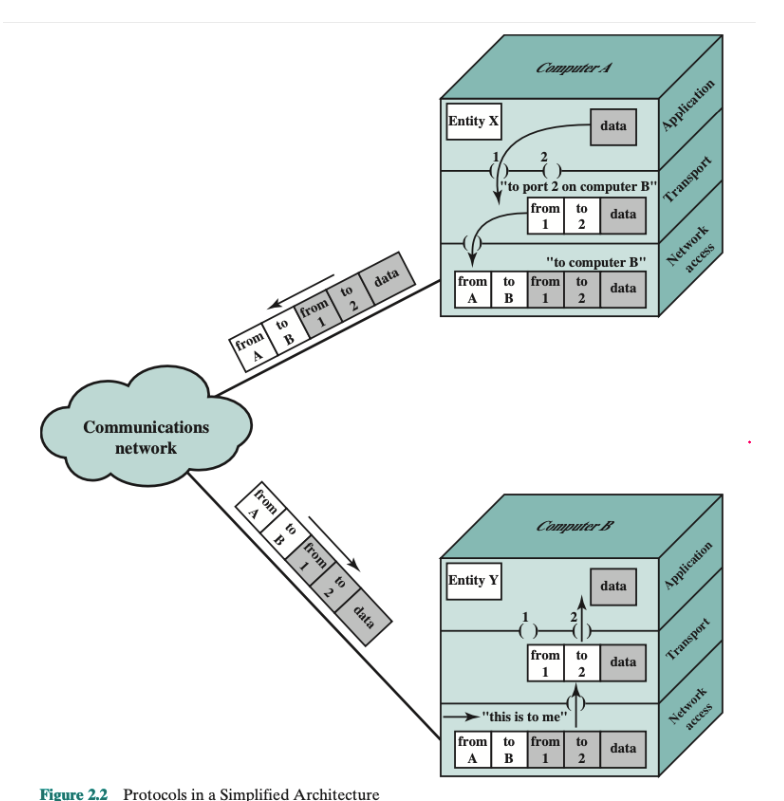 Computer A
Application
Entity X
data
1 2
"to port 2 on computer B"
Transport
from 1 to 2 data
"to computer B"
Network access
from A to B from 1 to 2 data
from A to B from 1 to 2 data
Communications
network
from A to B from 1 to 2 data
Computer B
Application
Entity Y
data
1 2
Transport
from 1 to 2 data
"this is to me"
Network access
from A to B from 1 to 2 data
Figure 2.2 Protocols in a Simplified Architecture